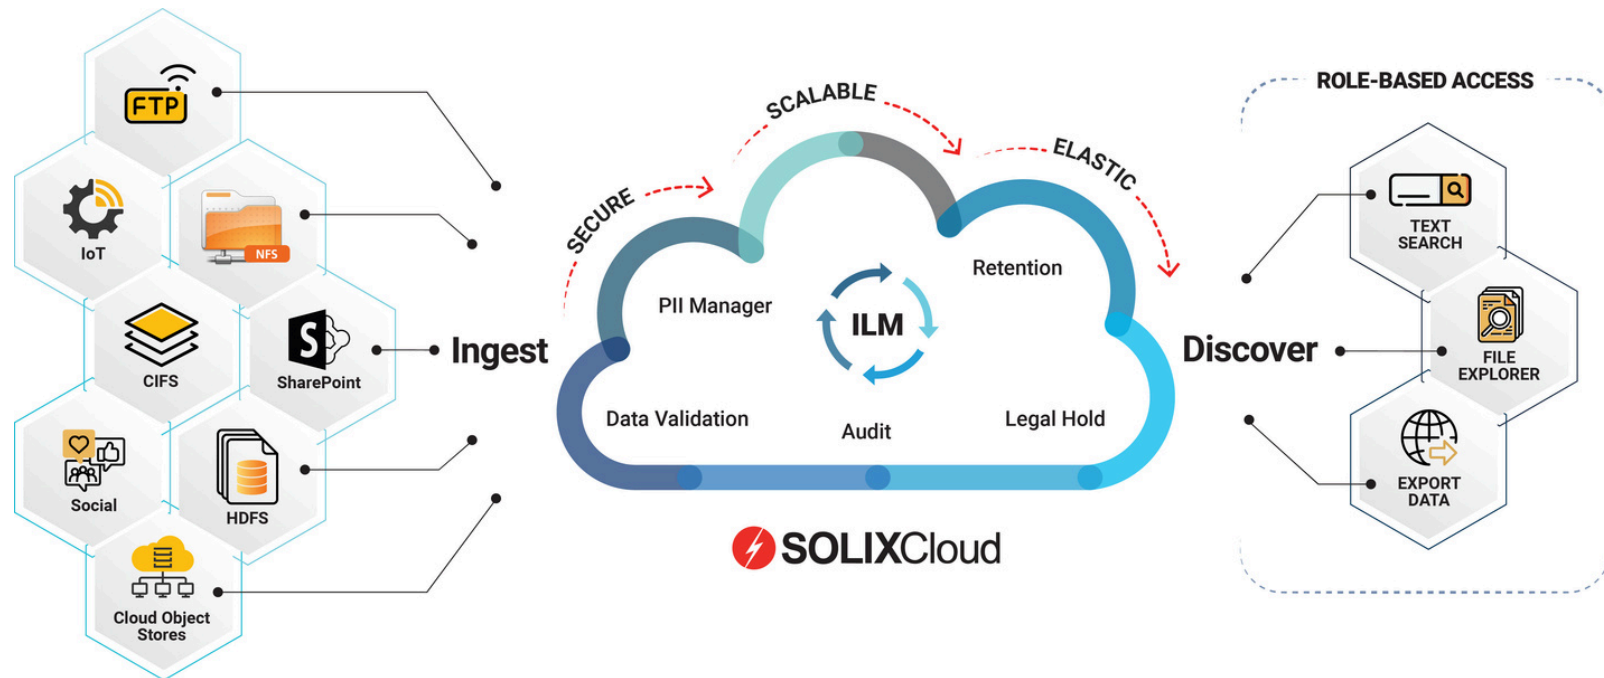 FTP
IoT
NFS
CIFS
S
SharePoint
Social
HDFS
Cloud Object
Stores
Ingest
SECURE
SCALABLE
ELASTIC
PII Manager
ILM
Retention
Data Validation
Audit
Legal Hold
SOLIXCloud
Discover
ROLE-BASED ACCESS
TEXT
SEARCH
FILE
EXPLORER
EXPORT
DATA